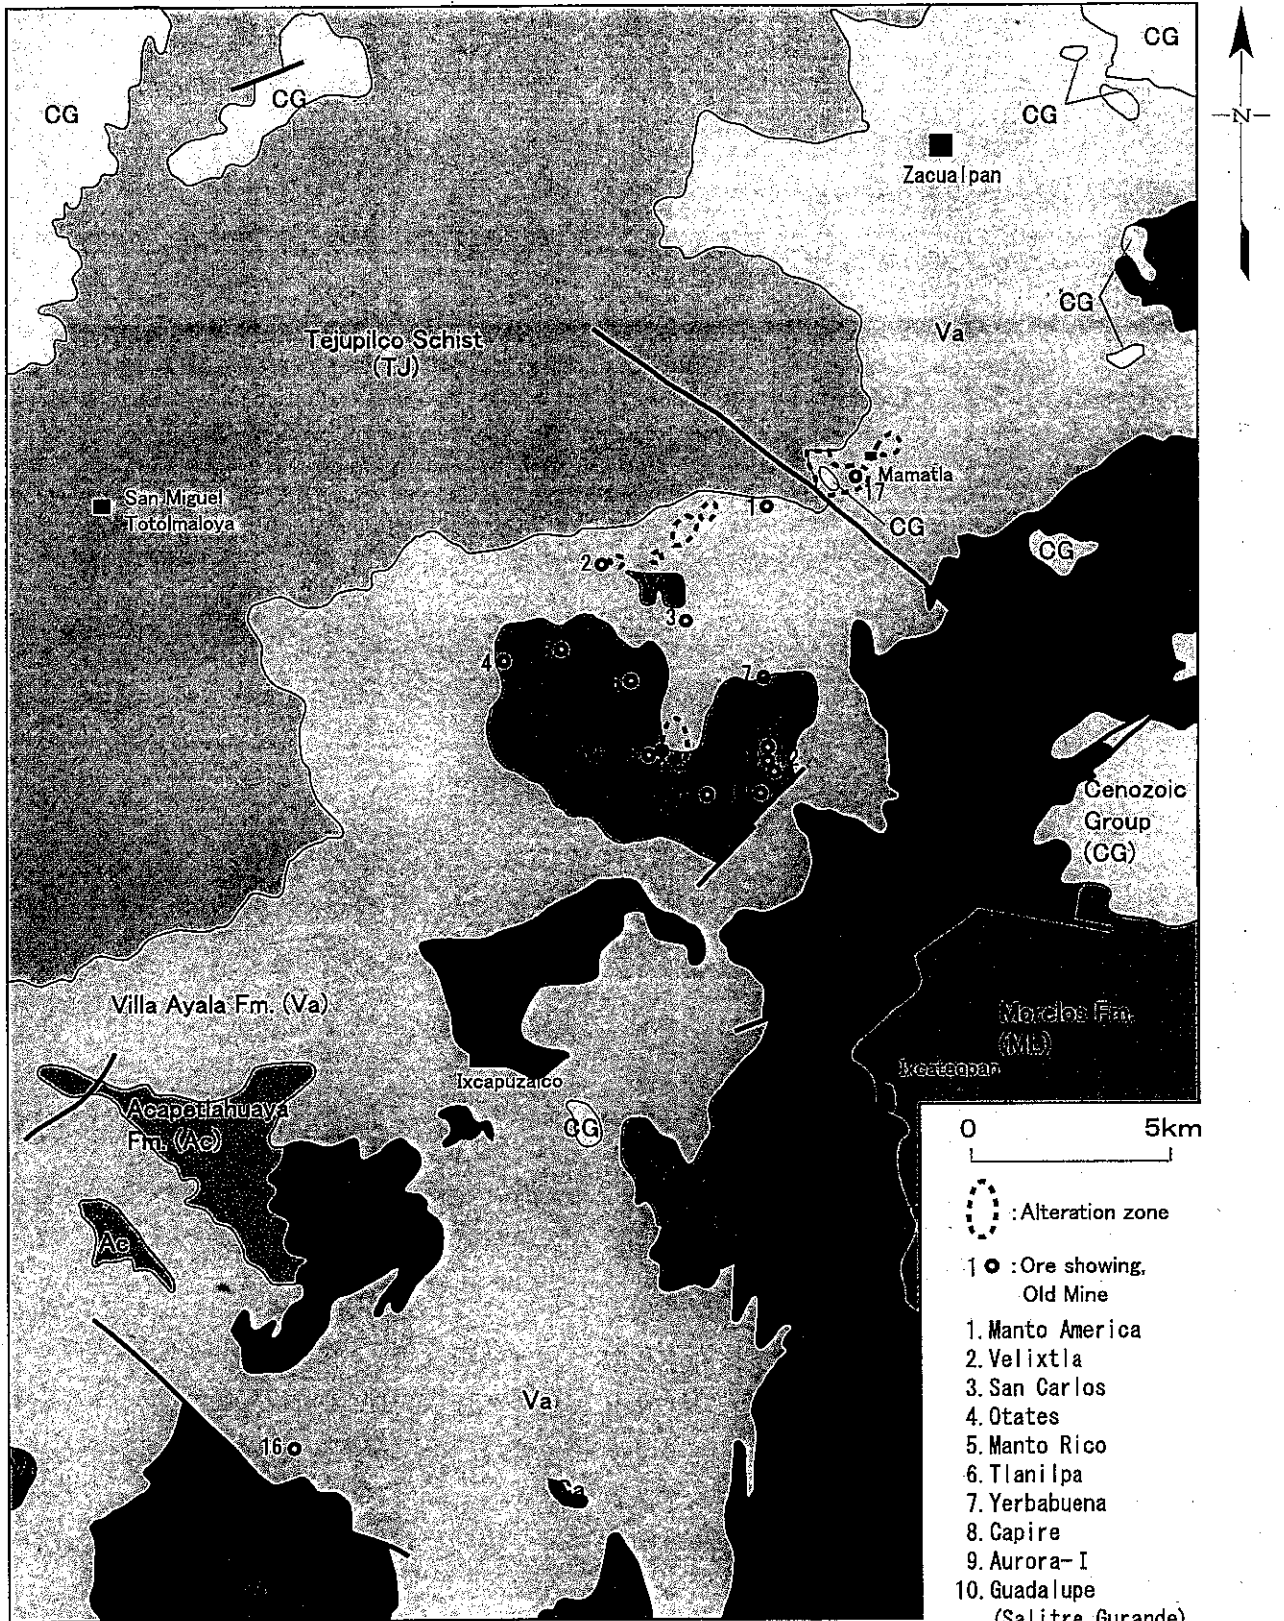 CG
CG
CG
CG
N
Zacualpan
CG
Va
Tejupilco Schist
(TJ)
San Miguel
Totolmaloya
Mamatla
17
CG
1
CG
2
3
4
7
Cenozoic
Group
(CG)
Villa Ayala Fm. (Va)
Morelos Fm.
(ML)
Ixcateopan
Ixcapuzalco
Acapetlahuaya
Fm. (Ac)
CG
Ac
Va
16
0 5km
:Alteration zone
1 :Ore showing,
Old Mine
1. Manto America
2. Velixtla
3. San Carlos
4. Otates
5. Manto Rico
6. Tlanilpa
7. Yerbabuena
8. Capire
9. Aurora-I
10. Guadalupe
(Salitre Gurande)